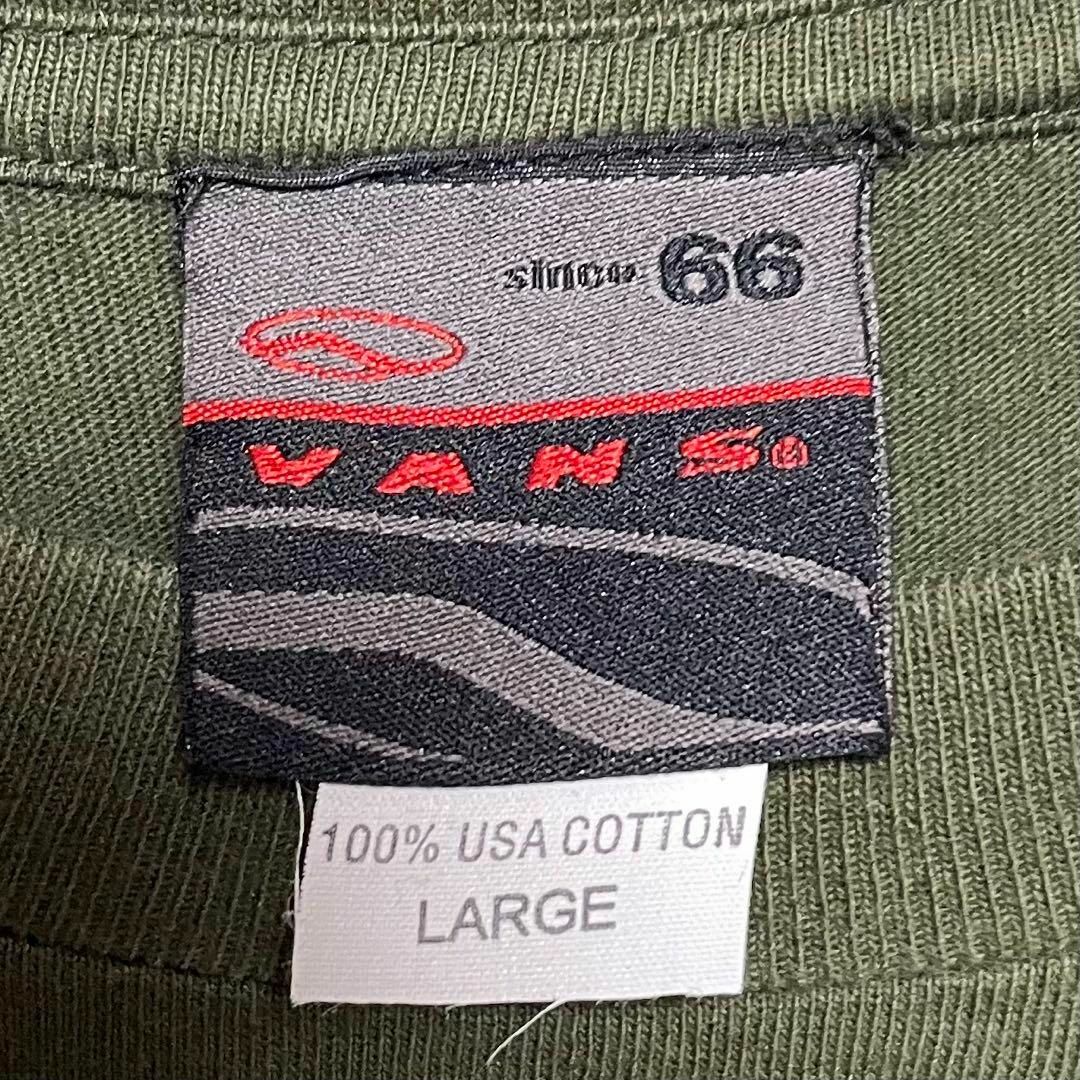 since 66
VANS®
100% USA COTTON
LARGE